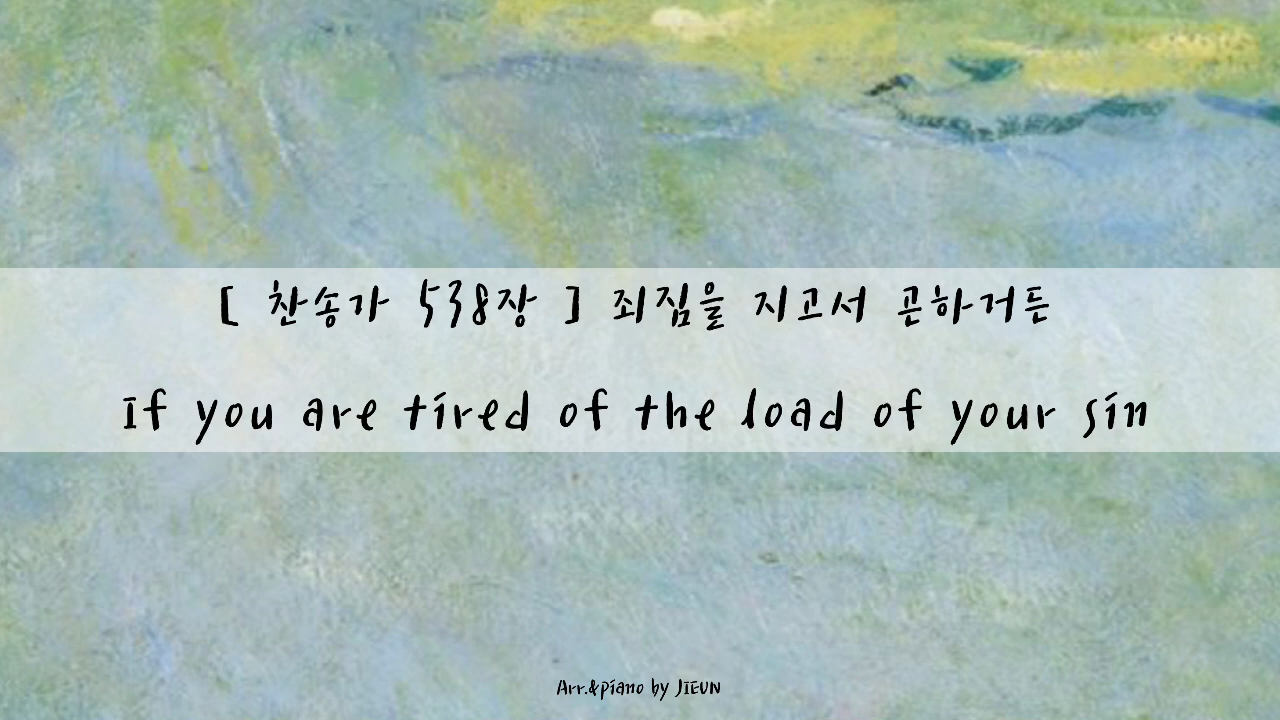 [ 찬송가 538장 ] 죄짐을 지고서 곤하거든
If you are tired of the load of your sin
Arr.&piano by JIEUN